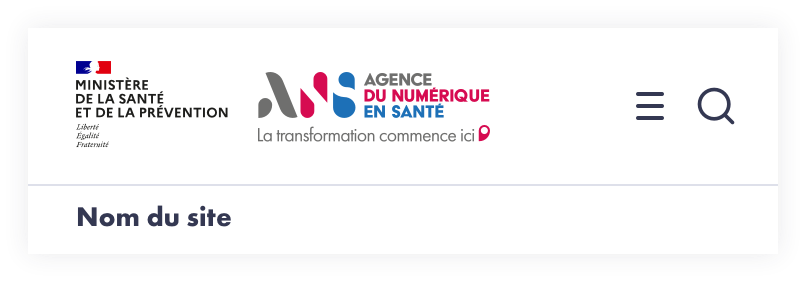 MINISTÈRE
DE LA SANTÉ
ET DE LA PRÉVENTION
Liberté
Égalité
Fraternité
ANS
AGENCE
DU NUMÉRIQUE
EN SANTÉ
La transformation commence ici
Nom du site